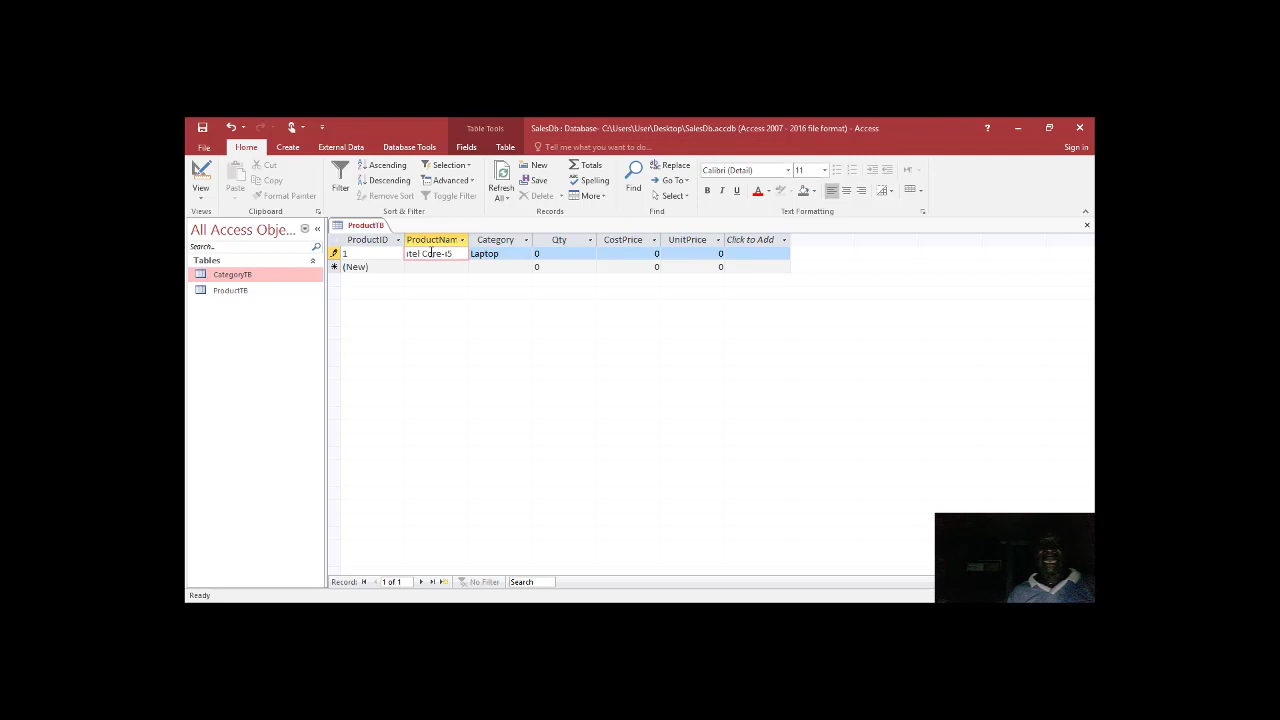 Table Tools
SalesDb : Database- C:\Users\User\Desktop\SalesDb.accdb (Access 2007 - 2016 file format) - Access
?
File Home Create External Data Database Tools Fields Table Tell me what you want to do... Sign in
View
Views
Paste
Cut
Copy
Format Painter
Clipboard
Filter
Ascending
Descending
Remove Sort
Selection
Advanced
Toggle Filter
Sort & Filter
Refresh
All
New
Save
Delete
Totals
Spelling
More
Records
Find
Replace
Go To
Select
Find
Calibri (Detail) 11
B I U A
Text Formatting
All Access Obje...
Search...
Tables
CategoryTB
ProductTB
ProductTB
ProductID ProductNam Category Qty CostPrice UnitPrice Click to Add
1 itel Core-i5 Laptop 0 0 0
(New) 0 0 0
Record: 1 of 1 No Filter Search
Ready